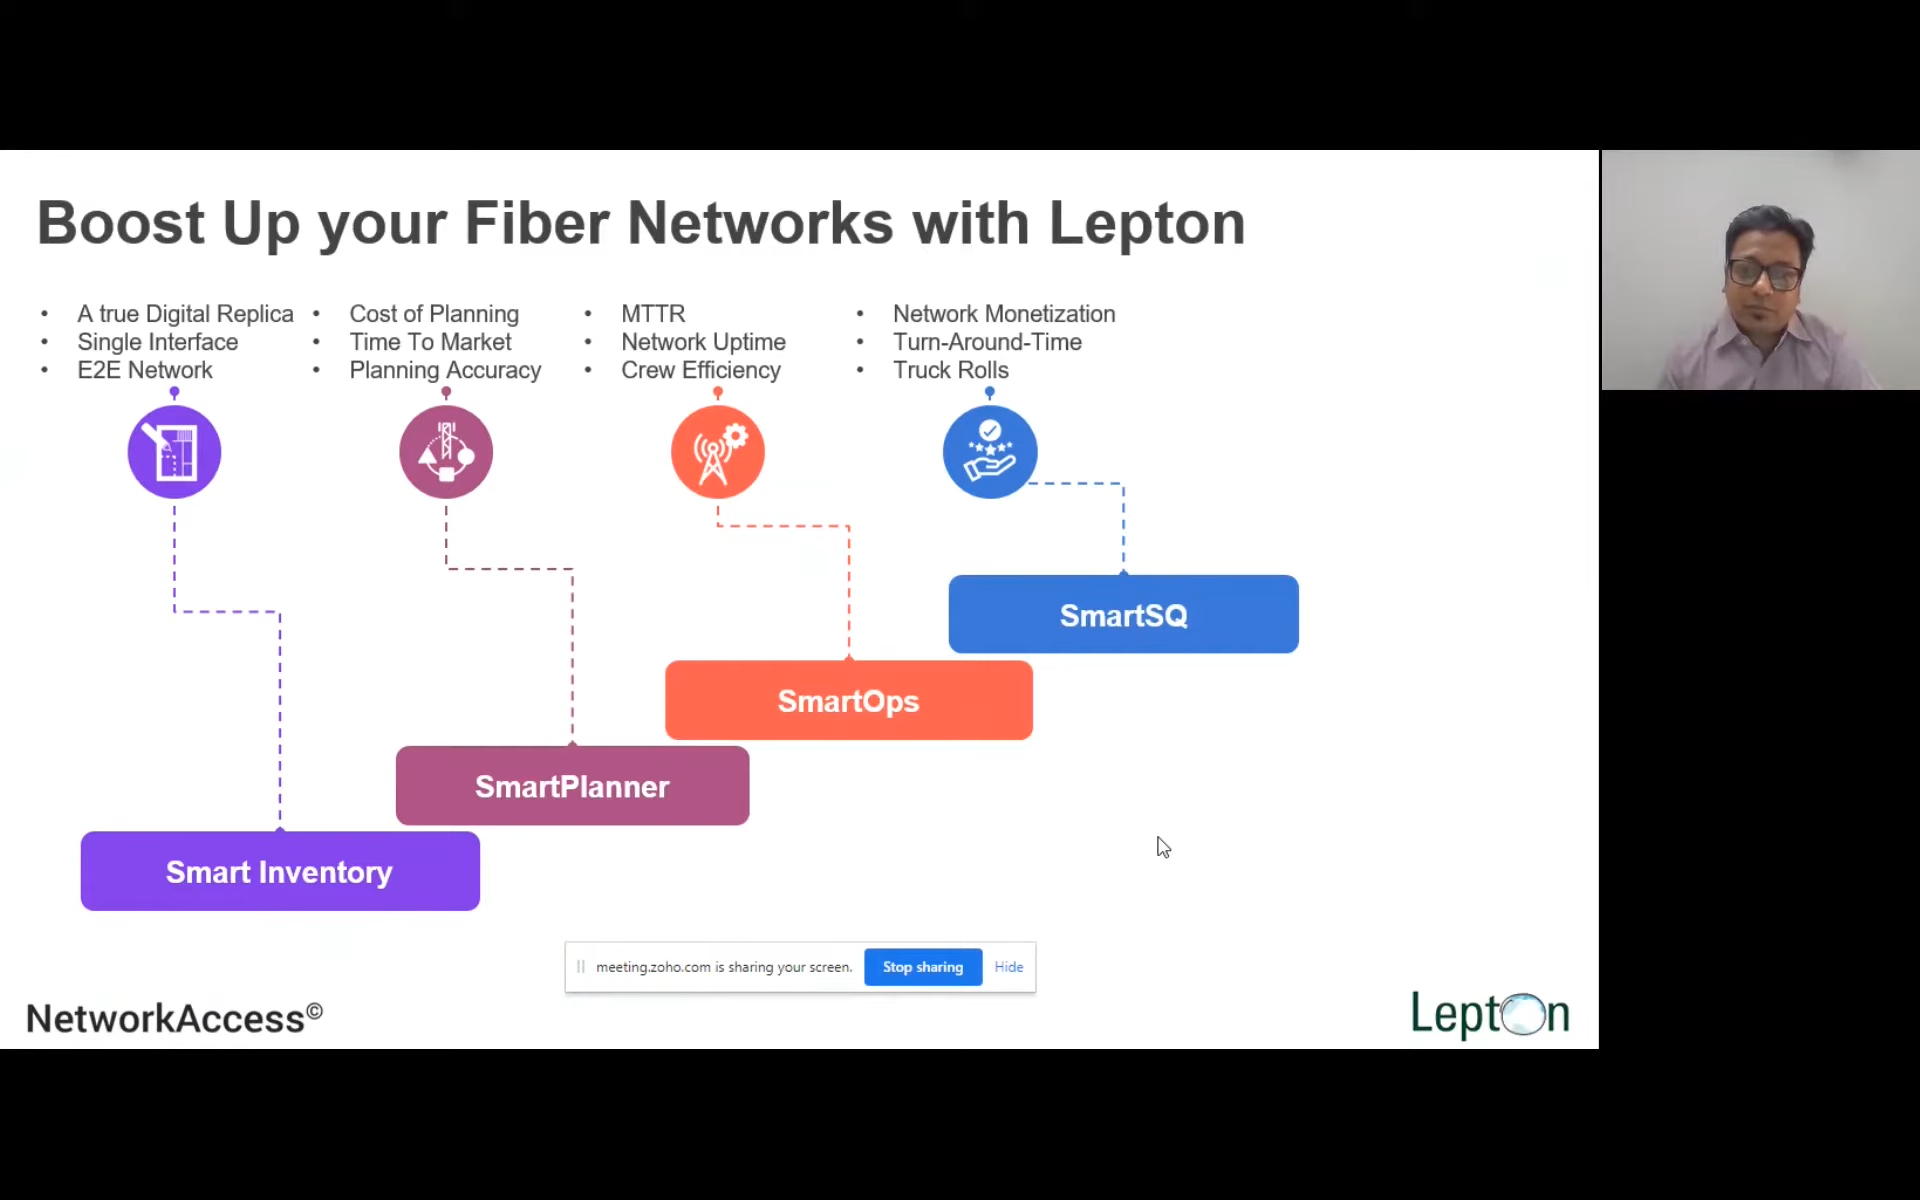 Boost Up your Fiber Networks with Lepton
• A true Digital Replica
• Single Interface
• E2E Network
• Cost of Planning
• Time To Market
• Planning Accuracy
• MTTR
• Network Uptime
• Crew Efficiency
• Network Monetization
• Turn-Around-Time
• Truck Rolls
SmartSQ
SmartOps
SmartPlanner
Smart Inventory
meeting.zoho.com is sharing your screen. Stop sharing Hide
NetworkAccess©
Lepton